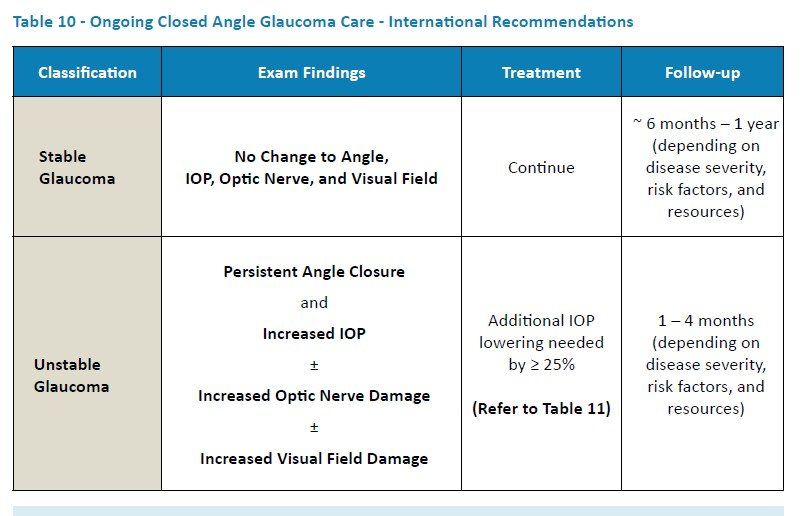 Table 10 - Ongoing Closed Angle Glaucoma Care - International Recommendations
Classification
Exam Findings
Treatment
Follow-up
Stable
Glaucoma
No Change to Angle,
IOP, Optic Nerve, and Visual Field
Continue
~ 6 months – 1 year
(depending on
disease severity,
risk factors, and
resources)
Unstable
Glaucoma
Persistent Angle Closure
and
Increased IOP
±
Increased Optic Nerve Damage
±
Increased Visual Field Damage
Additional IOP
lowering needed
by ≥ 25%
(Refer to Table 11)
1 – 4 months
(depending on
disease severity,
risk factors, and
resources)